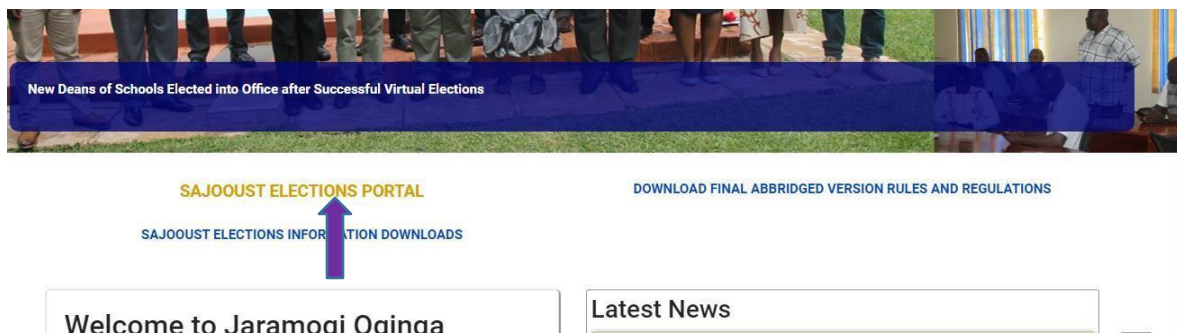 New Deans of Schools Elected into Office after Successful Virtual Elections
SAJOOUST ELECTIONS PORTAL
DOWNLOAD FINAL ABBRIDGED VERSION RULES AND REGULATIONS
SAJOOUST ELECTIONS INFORMATION DOWNLOADS
Welcome to Jaramogi Oginga
Latest News